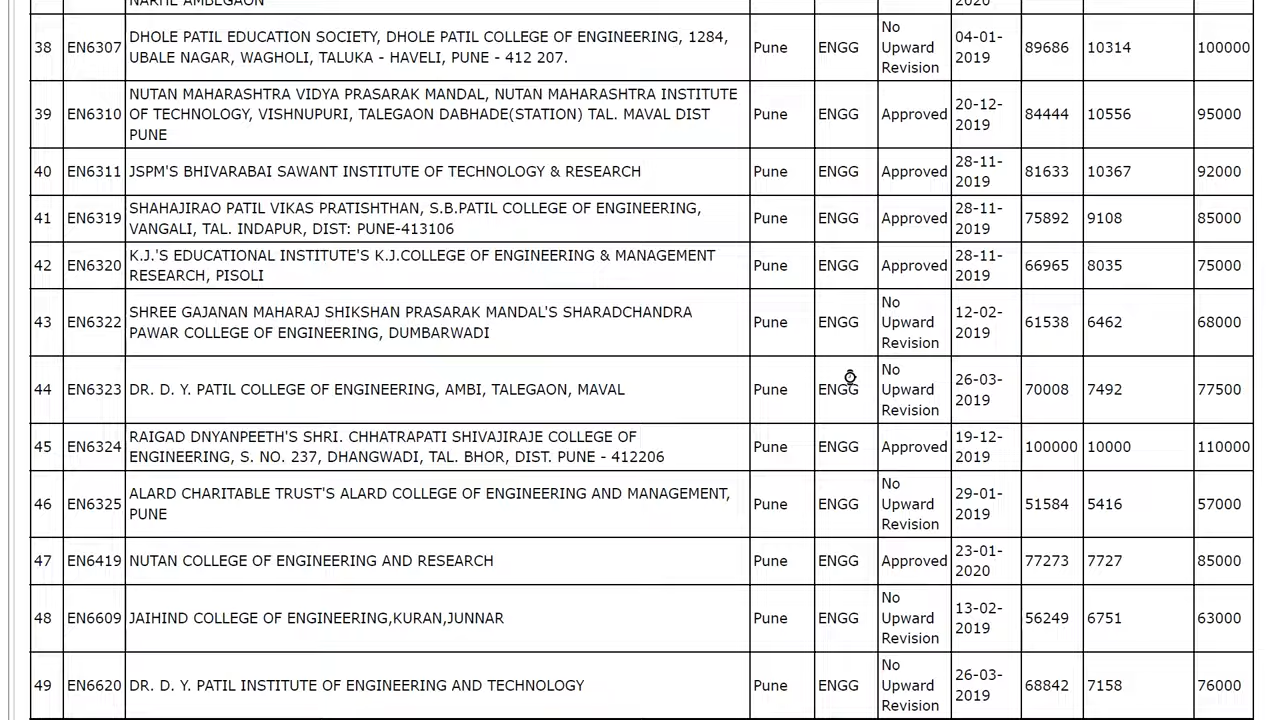 NARHE AMBEGAON 2020
38 EN6307 DHOLE PATIL EDUCATION SOCIETY, DHOLE PATIL COLLEGE OF ENGINEERING, 1284, UBALE NAGAR, WAGHOLI, TALUKA - HAVELI, PUNE - 412 207. Pune ENGG No Upward Revision 04-01-2019 89686 10314 100000
39 EN6310 NUTAN MAHARASHTRA VIDYA PRASARAK MANDAL, NUTAN MAHARASHTRA INSTITUTE OF TECHNOLOGY, VISHNUPURI, TALEGAON DABHADE(STATION) TAL. MAVAL DIST PUNE Pune ENGG Approved 20-12-2019 84444 10556 95000
40 EN6311 JSPM'S BHIVARABAI SAWANT INSTITUTE OF TECHNOLOGY & RESEARCH Pune ENGG Approved 28-11-2019 81633 10367 92000
41 EN6319 SHAHAJIRAO PATIL VIKAS PRATISHTHAN, S.B.PATIL COLLEGE OF ENGINEERING, VANGALI, TAL. INDAPUR, DIST: PUNE-413106 Pune ENGG Approved 28-11-2019 75892 9108 85000
42 EN6320 K.J.'S EDUCATIONAL INSTITUTE'S K.J.COLLEGE OF ENGINEERING & MANAGEMENT RESEARCH, PISOLI Pune ENGG Approved 28-11-2019 66965 8035 75000
43 EN6322 SHREE GAJANAN MAHARAJ SHIKSHAN PRASARAK MANDAL'S SHARADCHANDRA PAWAR COLLEGE OF ENGINEERING, DUMBARWADI Pune ENGG No Upward Revision 12-02-2019 61538 6462 68000
44 EN6323 DR. D. Y. PATIL COLLEGE OF ENGINEERING, AMBI, TALEGAON, MAVAL Pune ENGG No Upward Revision 26-03-2019 70008 7492 77500
45 EN6324 RAIGAD DNYANPEETH'S SHRI. CHHATRAPATI SHIVAJIRAJE COLLEGE OF ENGINEERING, S. NO. 237, DHANGWADI, TAL. BHOR, DIST. PUNE - 412206 Pune ENGG Approved 19-12-2019 100000 10000 110000
46 EN6325 ALARD CHARITABLE TRUST'S ALARD COLLEGE OF ENGINEERING AND MANAGEMENT, PUNE Pune ENGG No Upward Revision 29-01-2019 51584 5416 57000
47 EN6419 NUTAN COLLEGE OF ENGINEERING AND RESEARCH Pune ENGG Approved 23-01-2020 77273 7727 85000
48 EN6609 JAIHIND COLLEGE OF ENGINEERING,KURAN,JUNNAR Pune ENGG No Upward Revision 13-02-2019 56249 6751 63000
49 EN6620 DR. D. Y. PATIL INSTITUTE OF ENGINEERING AND TECHNOLOGY Pune ENGG No Upward Revision 26-03-2019 68842 7158 76000